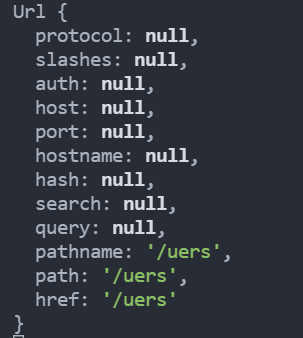 Url {
  protocol: null,
  slashes: null,
  auth: null,
  host: null,
  port: null,
  hostname: null,
  hash: null,
  search: null,
  query: null,
  pathname: '/uers',
  path: '/uers',
  href: '/uers'
}